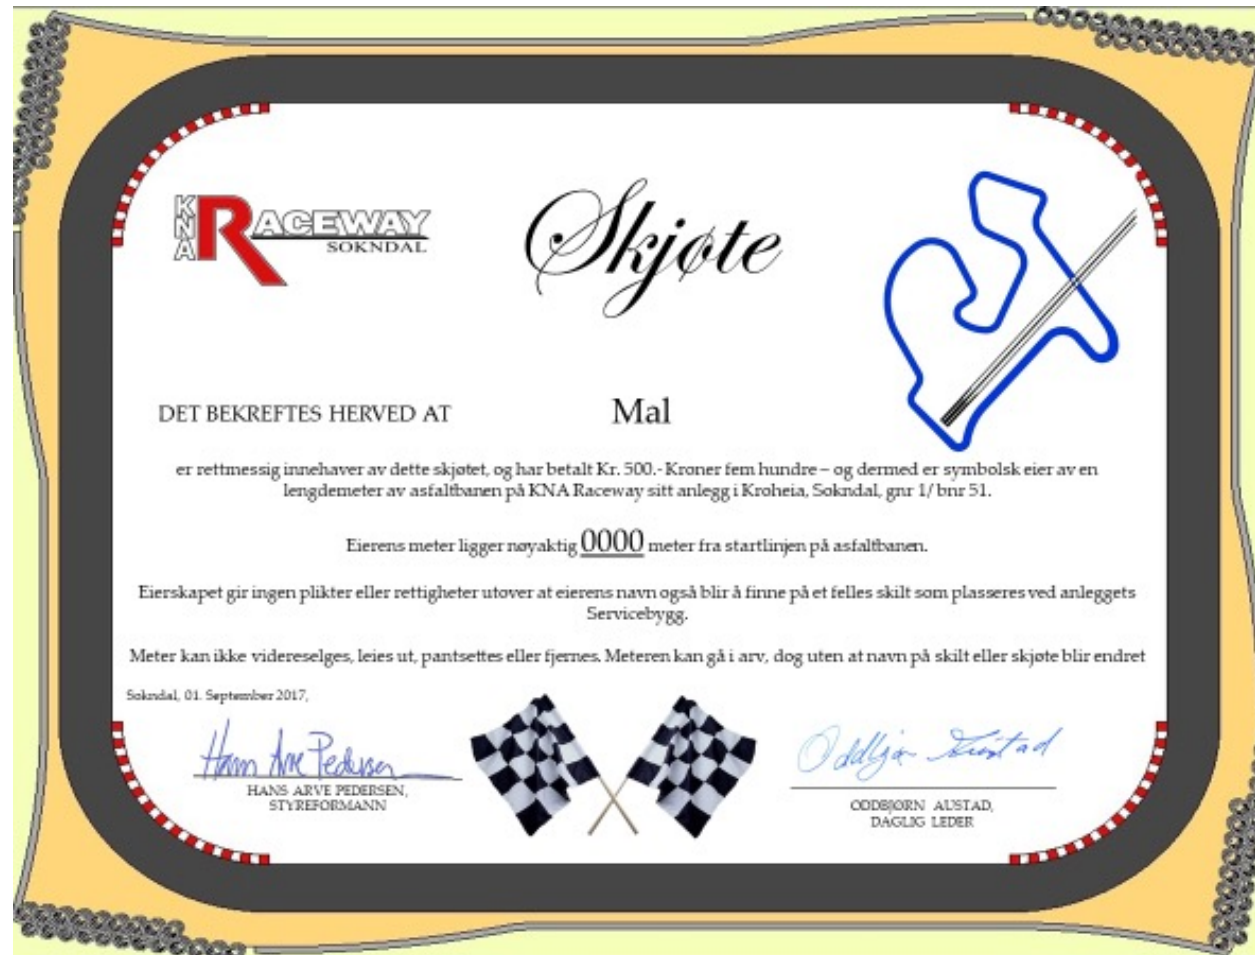 KNA RACEWAY
SOKNDAL
Skjøte
DET BEKREFTES HERVED AT Mal
er rettmessig innehaver av dette skjøtet, og har betalt Kr. 500.- Kroner fem hundre – og dermed er symbolsk eier av en
lengdemeter av asfaltbanen på KNA Raceway sitt anlegg i Kroheia, Sokndal, gnr 1/ bnr 51.
Eierens meter ligger nøyaktig 0000 meter fra startlinjen på asfaltbanen.
Eierskapet gir ingen plikter eller rettigheter utover at eierens navn også blir å finne på et felles skilt som plasseres ved anleggets
Servicebygg.
Meter kan ikke videreselges, leies ut, pantsettes eller fjernes. Meteren kan gå i arv, dog uten at navn på skilt eller skjøte blir endret
Sokndal, 01. September 2017,
Hans Arve Pedersen
HANS ARVE PEDERSEN,
STYREFORMANN
Oddbjørn Austad
ODDBJØRN AUSTAD,
DAGLIG LEDER